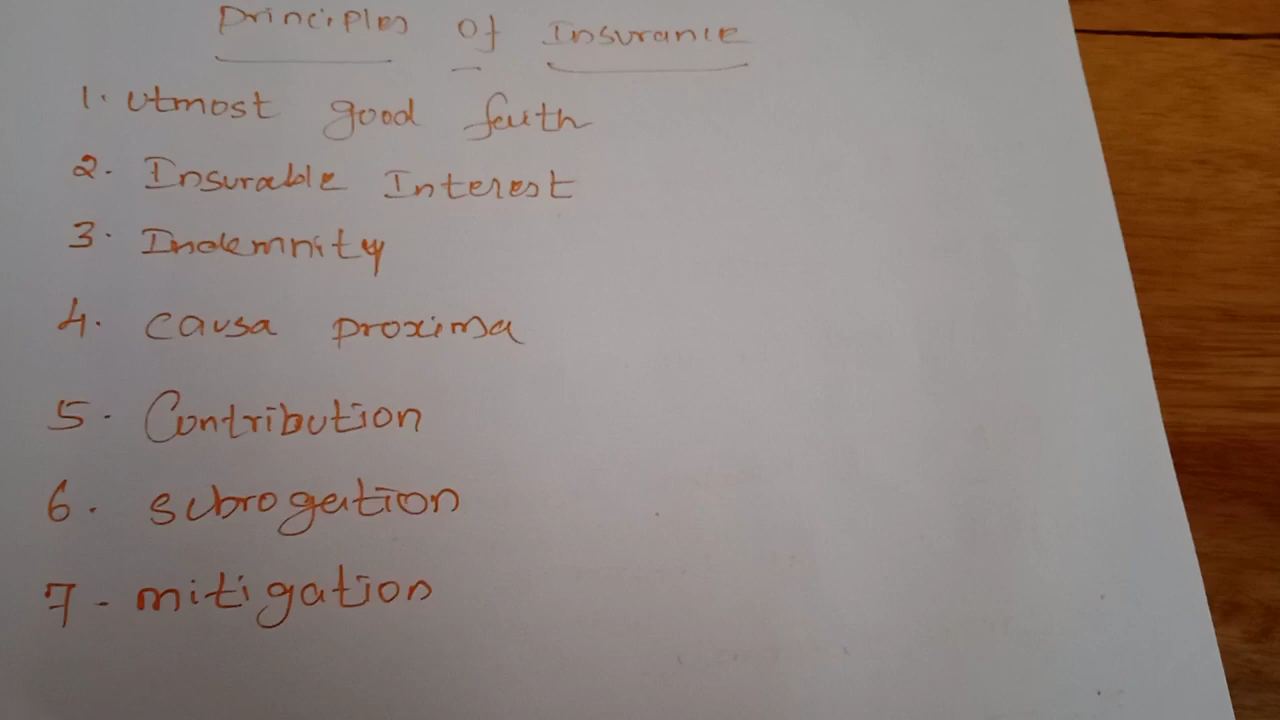 Principles of Insurance
1. Utmost good faith
2. Insurable Interest
3. Indemnity
4. causa proxima
5. Contribution
6. subrogation
7 - mitigation